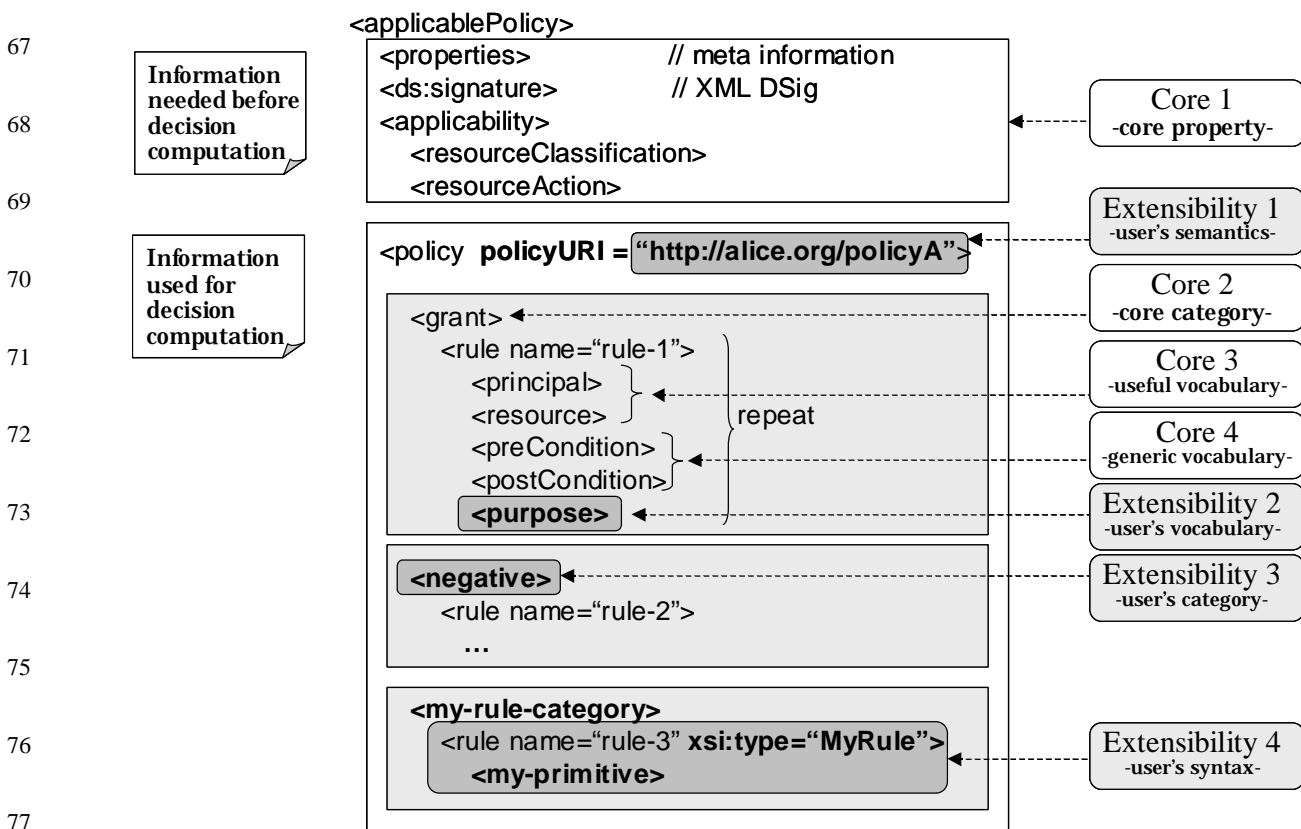 <applicablePolicy>
67
Information
needed before
decision
computation
<properties> // meta information
<ds:signature> // XML DSig
68
<applicability>
<resourceClassification>
<resourceAction>
Core 1
-core property-
69
Extensibility 1
-user's semantics-
Information
used for
decision
computation
<policy policyURI = “http://alice.org/policyA”>
70
Core 2
-core category-
<grant>
71
<rule name=“rule-1”>
<principal>
<resource>
repeat
Core 3
-useful vocabulary-
72
<preCondition>
<postCondition>
Core 4
-generic vocabulary-
73
<purpose>
Extensibility 2
-user's vocabulary-
74
<negative>
<rule name=“rule-2”>
...
Extensibility 3
-user's category-
75
<my-rule-category>
76
<rule name=“rule-3” xsi:type=“MyRule”>
<my-primitive>
Extensibility 4
-user's syntax-
77